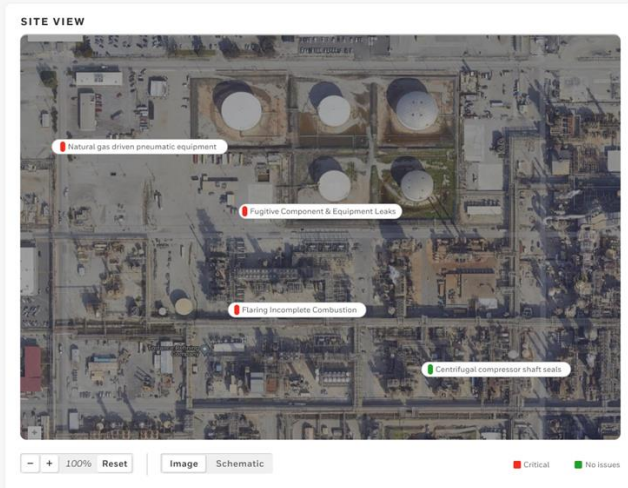 SITE VIEW
Natural gas driven pneumatic equipment
Fugitive Component & Equipment Leaks
Flaring Incomplete Combustion
Centrifugal compressor shaft seals
+
− + 100% Reset Image Schematic Critical No issues